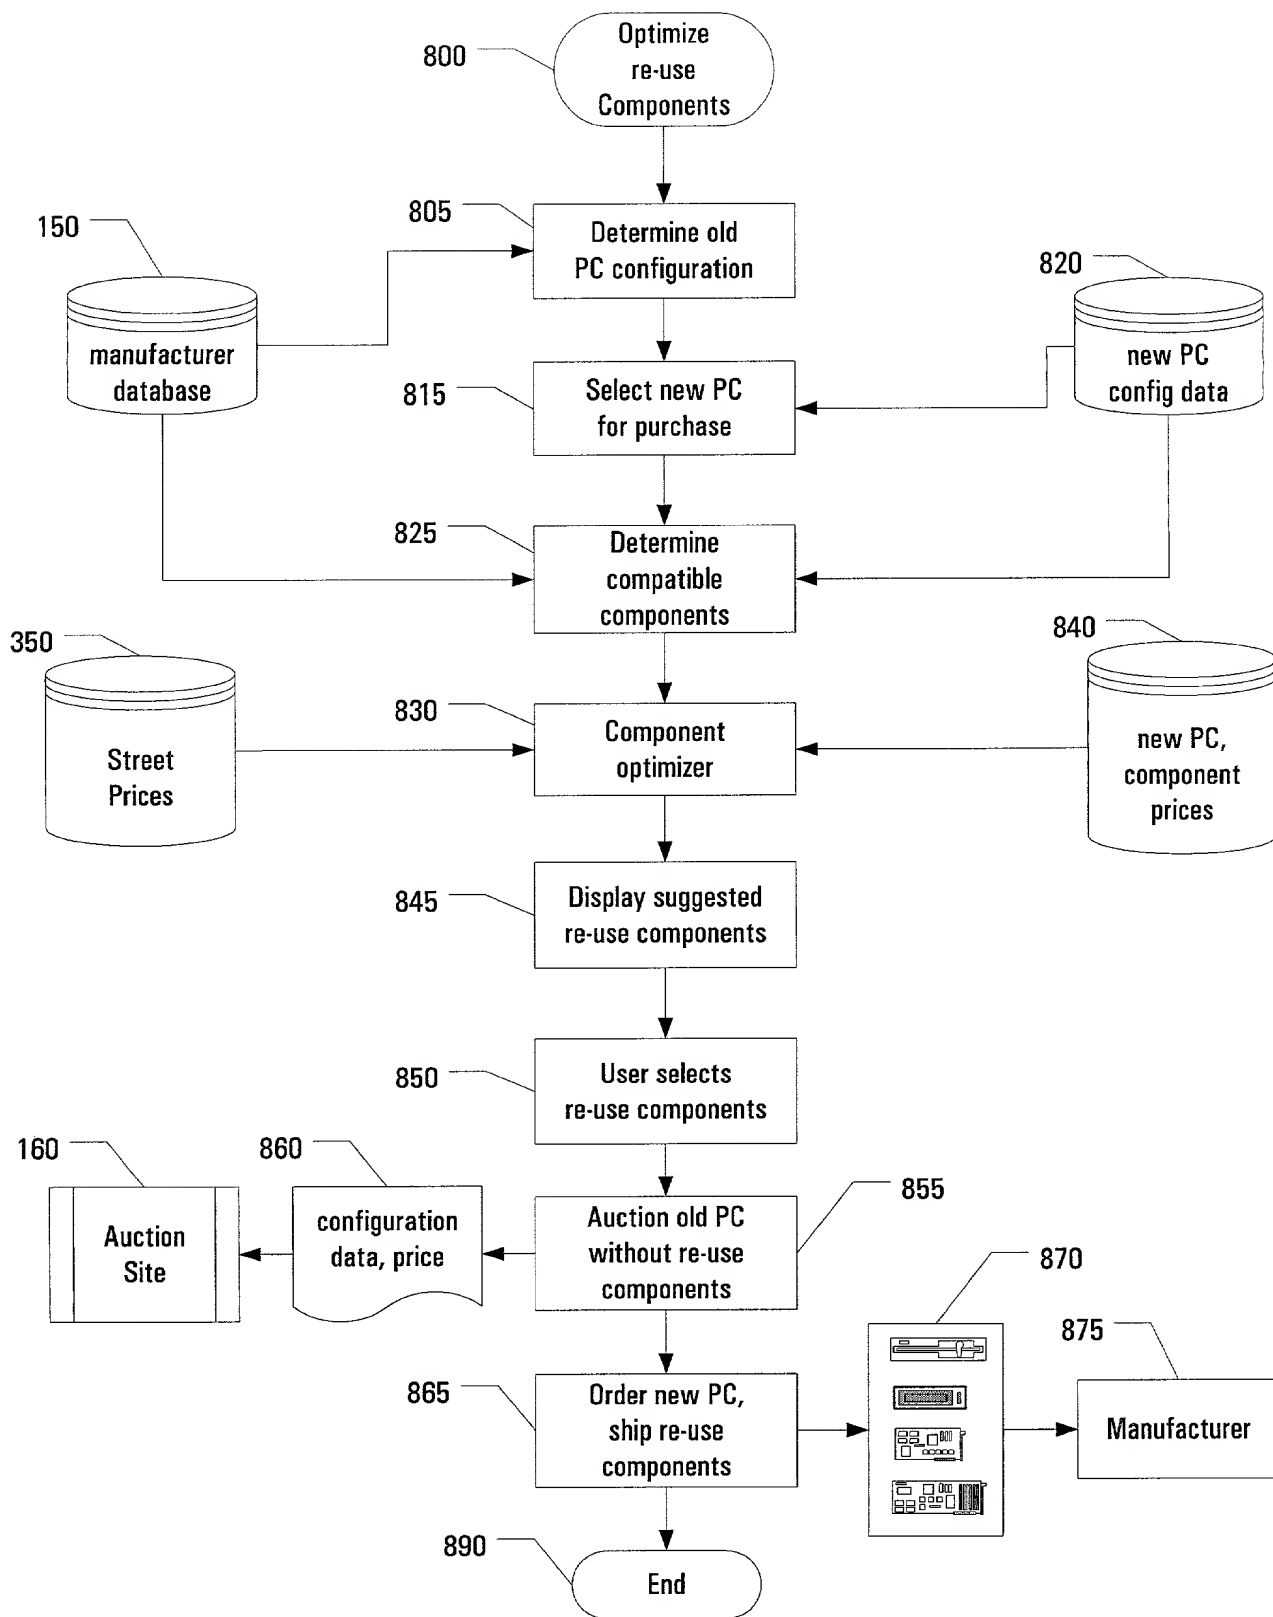 800
Optimize
re-use
Components
805
Determine old
PC configuration
150
manufacturer
database
820
new PC
config data
815
Select new PC
for purchase
825
Determine
compatible
components
350
Street
Prices
830
Component
optimizer
840
new PC,
component
prices
845
Display suggested
re-use components
850
User selects
re-use components
160
Auction
Site
860
configuration
data, price
855
Auction old PC
without re-use
components
865
Order new PC,
ship re-use
components
870
875
Manufacturer
890
End